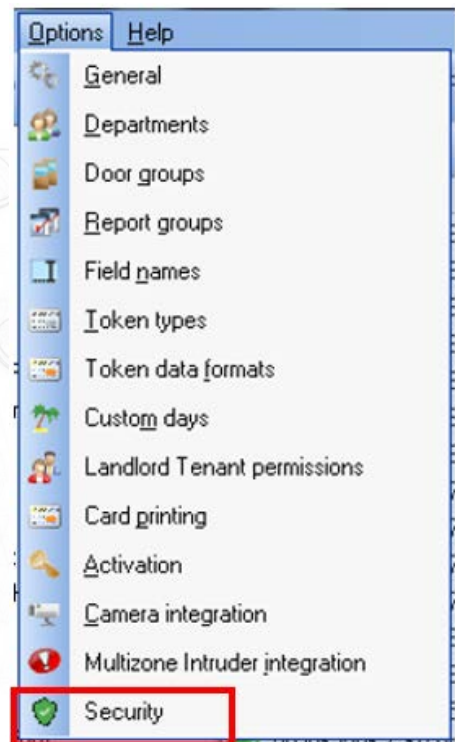 Options Help
General
Departments
Door groups
Report groups
Field names
Token types
Token data formats
Custom days
Landlord Tenant permissions
Card printing
Activation
Camera integration
Multizone Intruder integration
Security